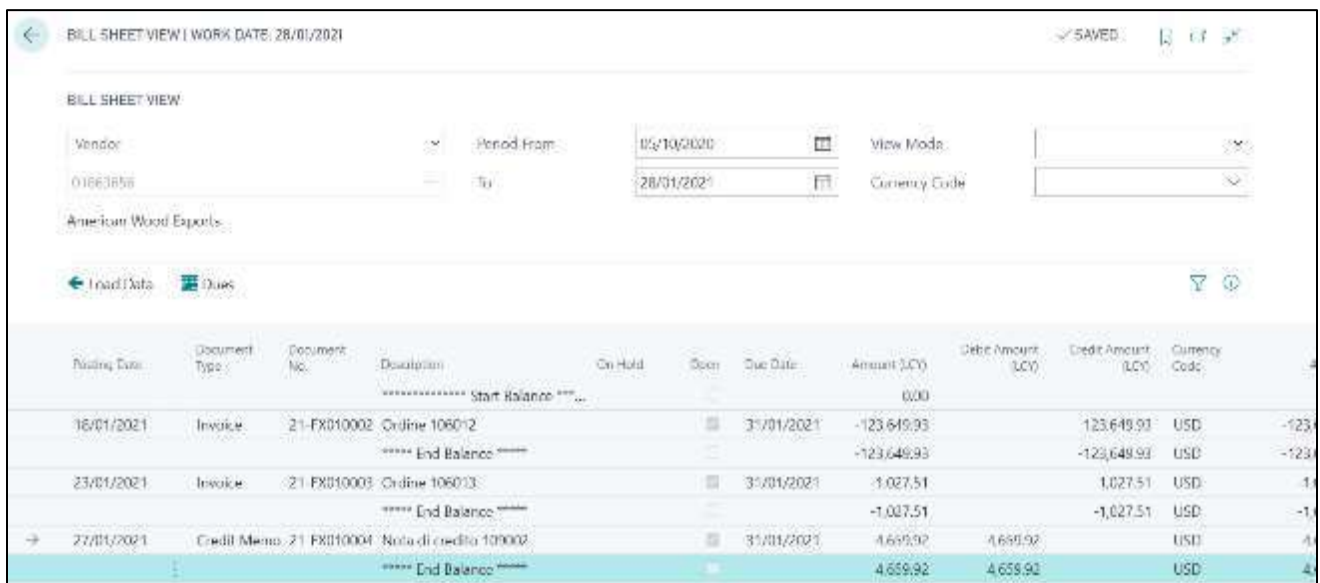 BILL SHEET VIEW | WORK DATE: 28/01/2021 SAVED
BILL SHEET VIEW
Vendor Period From 05/10/2020 View Mode
01863656 To 28/01/2021 Currency Code
American Wood Exports
Load Data Dues
Posting Date Document Type Document No. Description On Hold Open Due Date Amount (LCY) Debit Amount (LCY) Credit Amount (LCY) Currency Code
************** Start Balance ***... 0.00
18/01/2021 Invoice 21-FX010002 Ordine 106012 31/01/2021 -123,649.93 123,649.93 USD -123,
***** End Balance ***** -123,649.93 -123,649.93 USD -123,
23/01/2021 Invoice 21-FX010003 Ordine 106013 31/01/2021 -1,027.51 1,027.51 USD
***** End Balance ***** -1,027.51 -1,027.51 USD
27/01/2021 Credit Memo 21-FX010004 Nota di credito 109002 31/01/2021 4,659.92 4,659.92 USD
***** End Balance ***** 4,659.92 4,659.92 USD